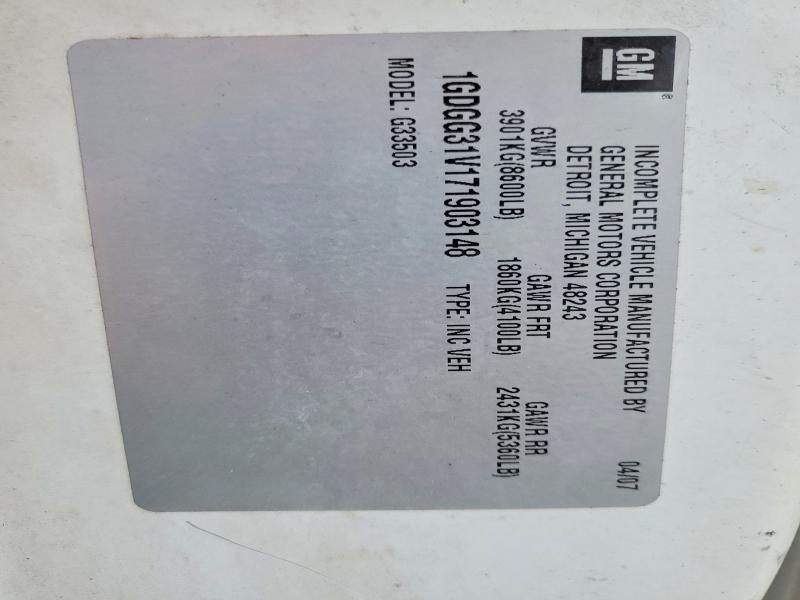 GM
®
INCOMPLETE VEHICLE MANUFACTURED BY 04/07
GENERAL MOTORS CORPORATION
DETROIT, MICHIGAN 48243
GVWR GAWR FRT GAWR RR
3901KG(8600LB) 1860KG(4100LB) 2431KG(5360LB)
1GDGG31V171903148 TYPE: INC VEH
MODEL: G33503